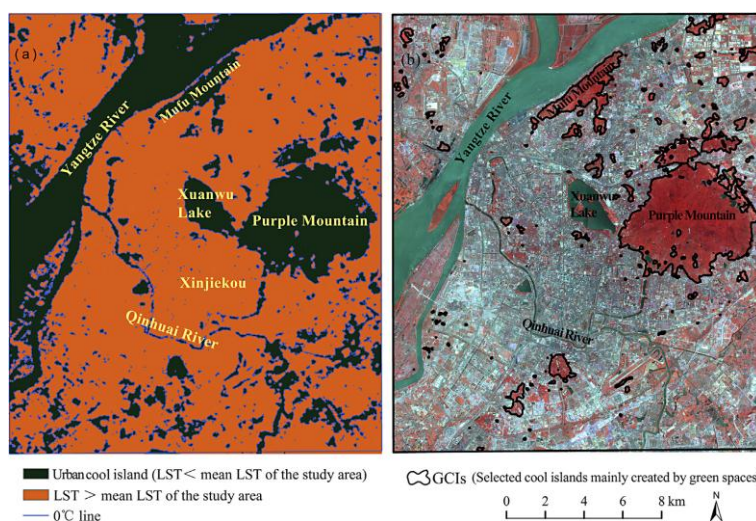 (a)
Mufu Mountain
Yangtze River
Xuanwu
Lake
Purple Mountain
Xinjiekou
Qinhuai River
Urban cool island (LST< mean LST of the study area)
LST > mean LST of the study area
0℃ line
(b)
Mufu Mountain
Yangtze River
Xuanwu
Lake
Purple Mountain
Qinhuai River
GCIs (Selected cool islands mainly created by green spaces)
0 2 4 6 8 km
N